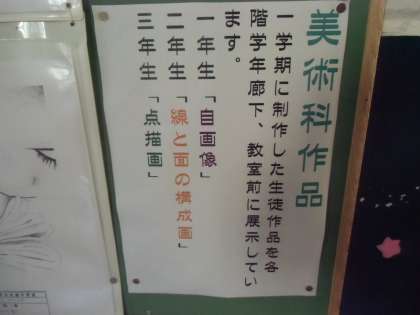 美術科作品
一学期に制作した生徒作品を各
階学年廊下、教室前に展示してい
ます。
一年生「自画像」
二年生「線と面の構成画」
三年生「点描画」